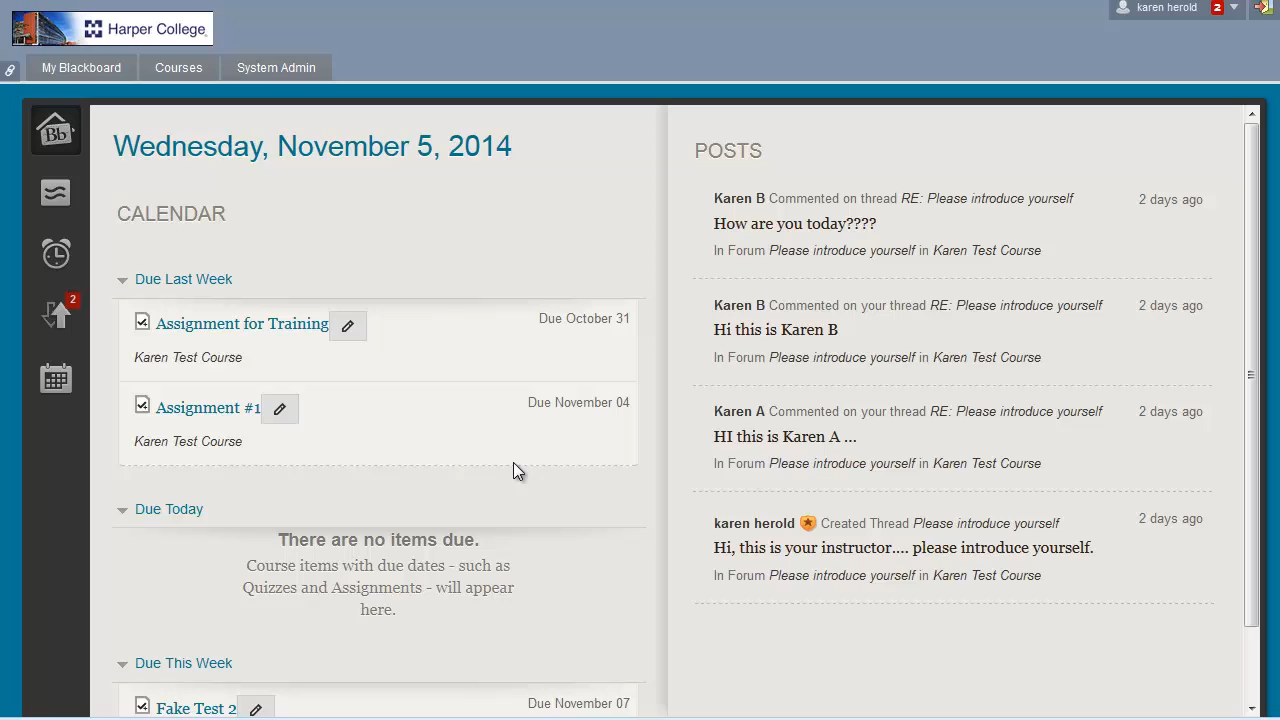 karen herold 2
Harper College
My Blackboard Courses System Admin
Bb
2
Wednesday, November 5, 2014
CALENDAR
Due Last Week
Assignment for Training Due October 31
Karen Test Course
Assignment #1 Due November 04
Karen Test Course
Due Today
There are no items due.
Course items with due dates - such as
Quizzes and Assignments - will appear
here.
Due This Week
Fake Test 2 Due November 07
POSTS
Karen B Commented on thread RE: Please introduce yourself 2 days ago
How are you today????
In Forum Please introduce yourself in Karen Test Course
Karen B Commented on your thread RE: Please introduce yourself 2 days ago
Hi this is Karen B
In Forum Please introduce yourself in Karen Test Course
Karen A Commented on your thread RE: Please introduce yourself 2 days ago
HI this is Karen A ...
In Forum Please introduce yourself in Karen Test Course
karen herold Created Thread Please introduce yourself 2 days ago
Hi, this is your instructor.... please introduce yourself.
In Forum Please introduce yourself in Karen Test Course